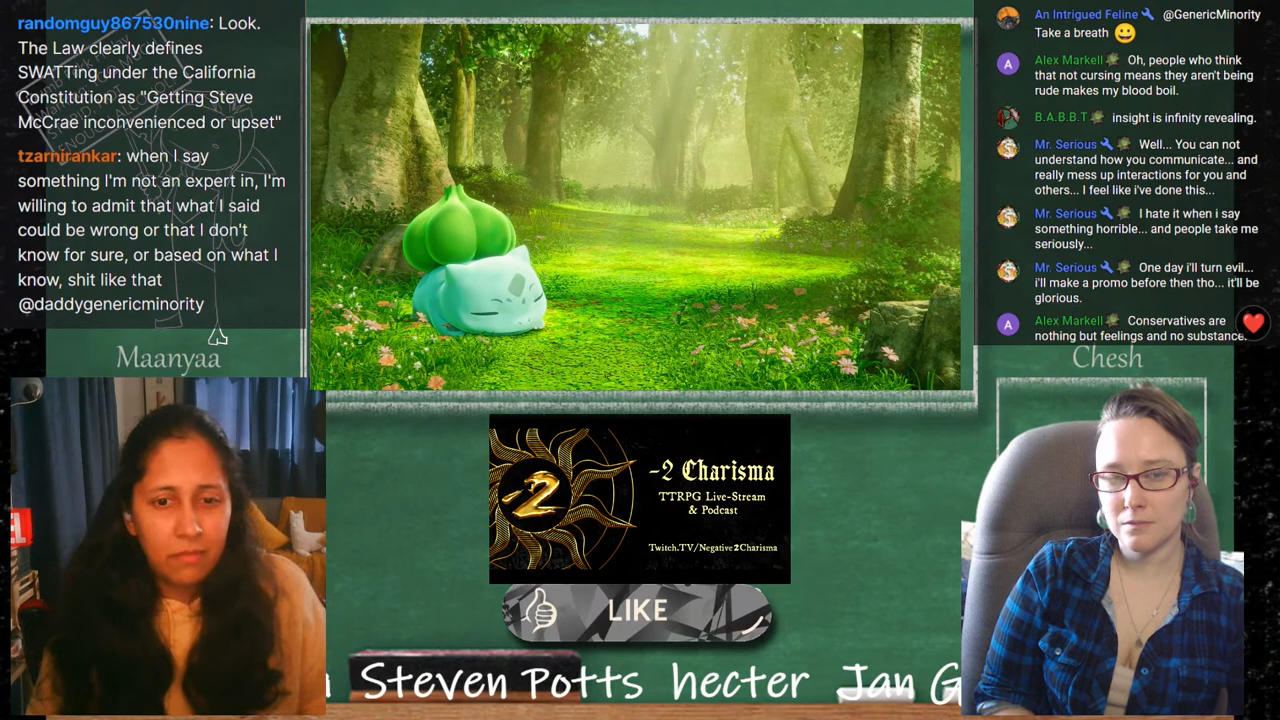 randomguy867530nine: Look.
The Law clearly defines
SWATTing under the California
Constitution as "Getting Steve
McCrae inconvenienced or upset"
tzarnirankar: when I say
something I'm not an expert in, I'm
willing to admit that what I said
could be wrong or that I don't
know for sure, or based on what I
know, shit like that
@daddygenericminority
Maanyaa
An Intrigued Feline @GenericMinority
Take a breath 😀
A
Alex Markell Oh, people who think
that not cursing means they aren't being
rude makes my blood boil.
B.A.B.B.T insight is infinity revealing.
Mr. Serious Well... You can not
understand how you communicate... and
really mess up interactions for you and
others... I feel like i've done this...
Mr. Serious I hate it when i say
something horrible... and people take me
seriously...
Mr. Serious One day i'll turn evil...
i'll make a promo before then tho... it'll be
glorious.
A
Alex Markell Conservatives are
nothing but feelings and no substance.
Chesh
-2
-2 Charisma
TTRPG Live-Stream
& Podcast
Twitch.TV/Negative2Charisma
LIKE
Steven Potts hecter Jan G